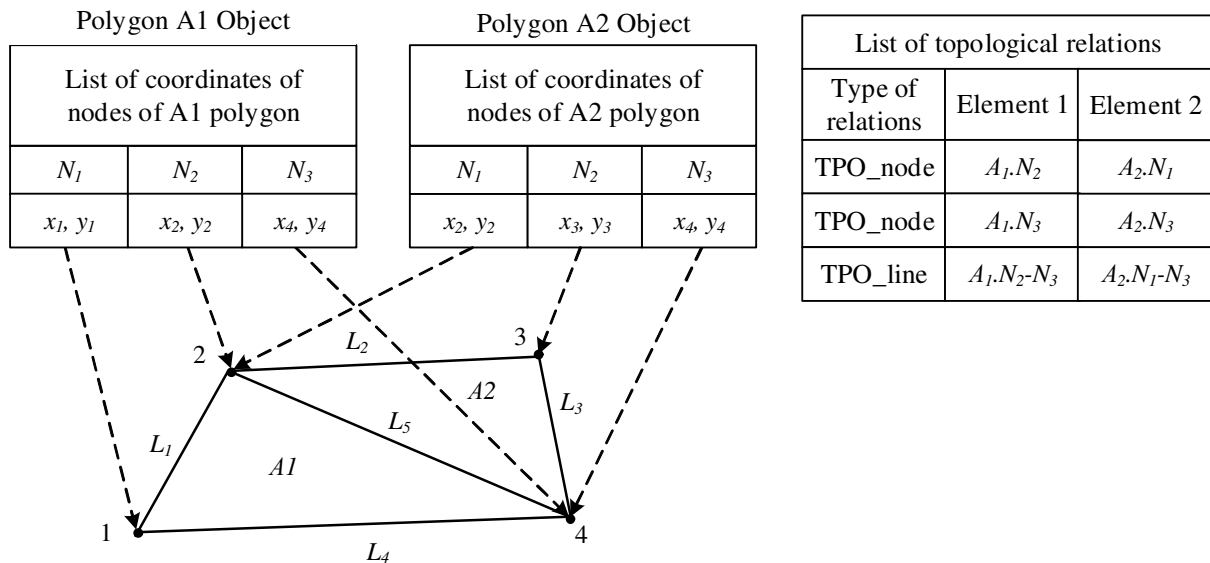 Polygon A1 Object
List of coordinates of
nodes of A1 polygon
N₁ N₂ N₃
x₁, y₁ x₂, y₂ x₄, y₄
Polygon A2 Object
List of coordinates of
nodes of A2 polygon
N₁ N₂ N₃
x₂, y₂ x₃, y₃ x₄, y₄
List of topological relations
Type of
relations
Element 1 Element 2
TPO_node A₁.N₂ A₂.N₁
TPO_node A₁.N₃ A₂.N₃
TPO_line A₁.N₂-N₃ A₂.N₁-N₃
2 L₂ 3
A2
L₃
L₅
L₁
A1
1 4
L₄